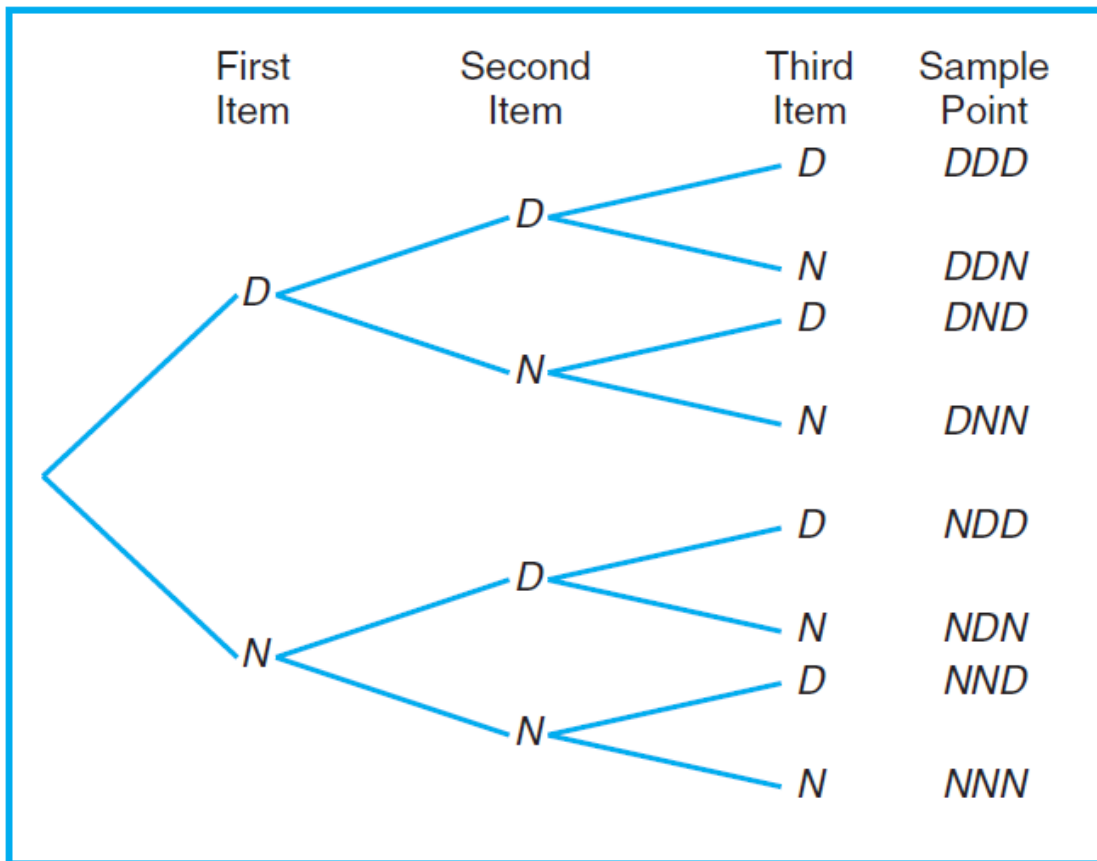 First Second Third Sample
Item Item Item Point
D DDD
D
N DDN
D
D DND
N
N DNN
D NDD
D
N NDN
N
D NND
N
N NNN